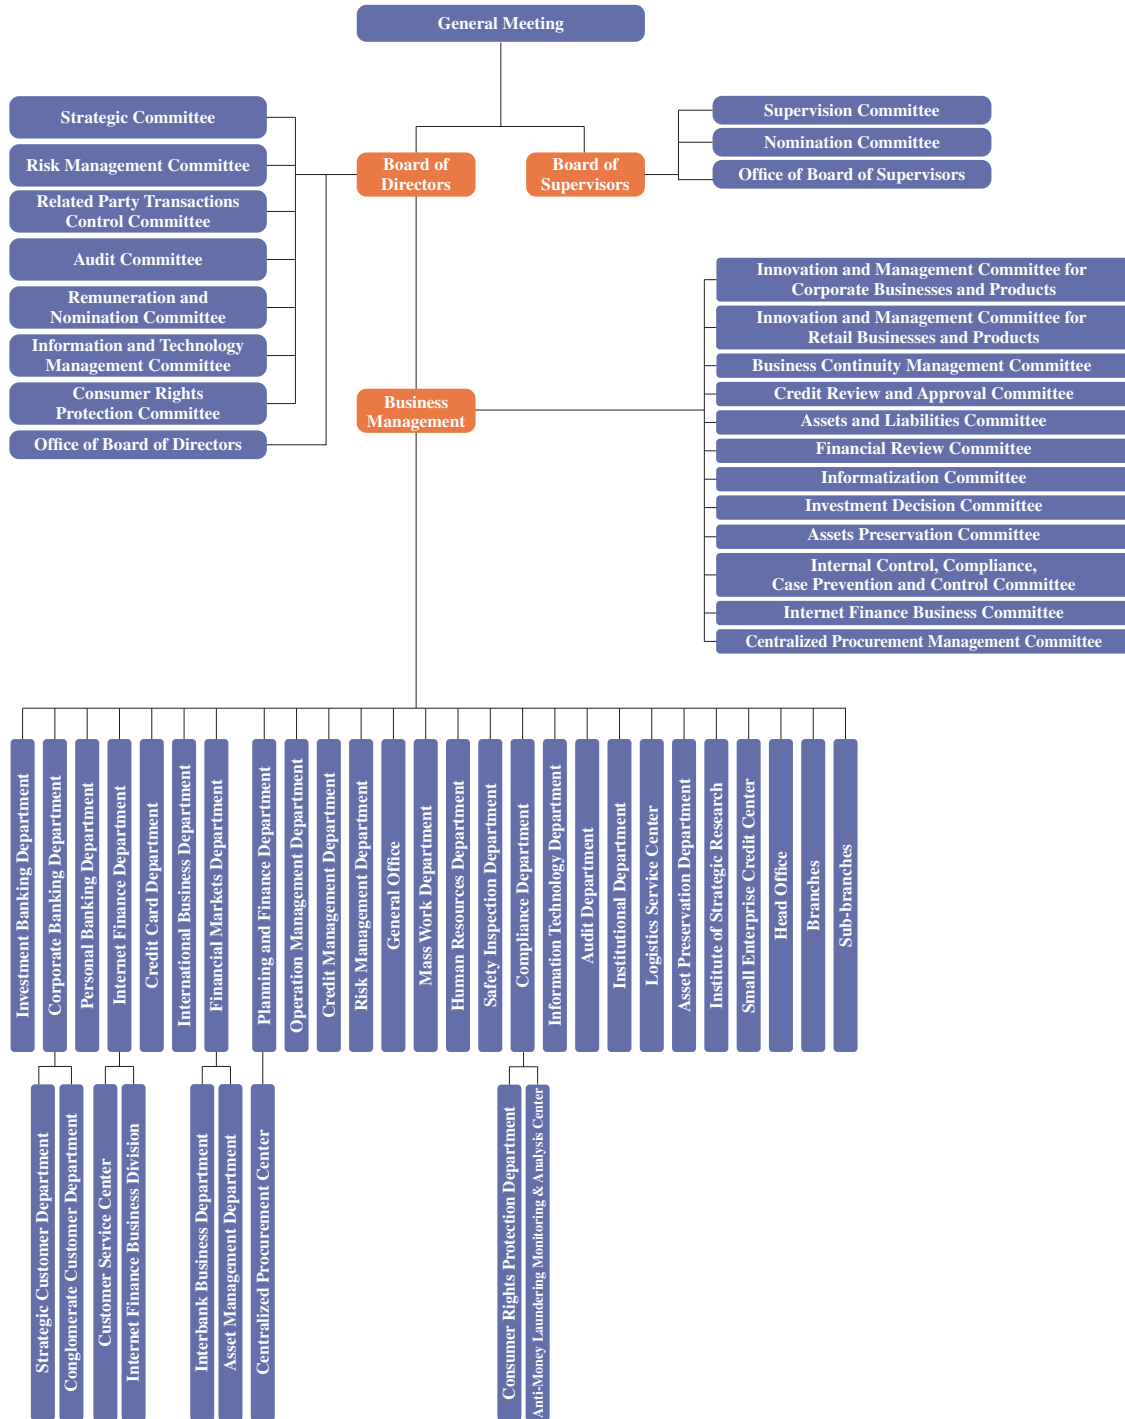 General Meeting
Strategic Committee
Risk Management Committee
Related Party Transactions
Control Committee
Audit Committee
Remuneration and
Nomination Committee
Information and Technology
Management Committee
Consumer Rights
Protection Committee
Office of Board of Directors
Board of
Directors
Board of
Supervisors
Supervision Committee
Nomination Committee
Office of Board of Supervisors
Business
Management
Innovation and Management Committee for
Corporate Businesses and Products
Innovation and Management Committee for
Retail Businesses and Products
Business Continuity Management Committee
Credit Review and Approval Committee
Assets and Liabilities Committee
Financial Review Committee
Informatization Committee
Investment Decision Committee
Assets Preservation Committee
Internal Control, Compliance,
Case Prevention and Control Committee
Internet Finance Business Committee
Centralized Procurement Management Committee
Investment Banking Department
Corporate Banking Department
Personal Banking Department
Internet Finance Department
Credit Card Department
International Business Department
Financial Markets Department
Planning and Finance Department
Operation Management Department
Credit Management Department
Risk Management Department
General Office
Mass Work Department
Human Resources Department
Safety Inspection Department
Compliance Department
Information Technology Department
Audit Department
Institutional Department
Logistics Service Center
Asset Preservation Department
Institute of Strategic Research
Small Enterprise Credit Center
Head Office
Branches
Sub-branches
Strategic Customer Department
Conglomerate Customer Department
Customer Service Center
Internet Finance Business Division
Interbank Business Department
Asset Management Department
Centralized Procurement Center
Consumer Rights Protection Department
Anti-Money Laundering Monitoring & Analysis Center